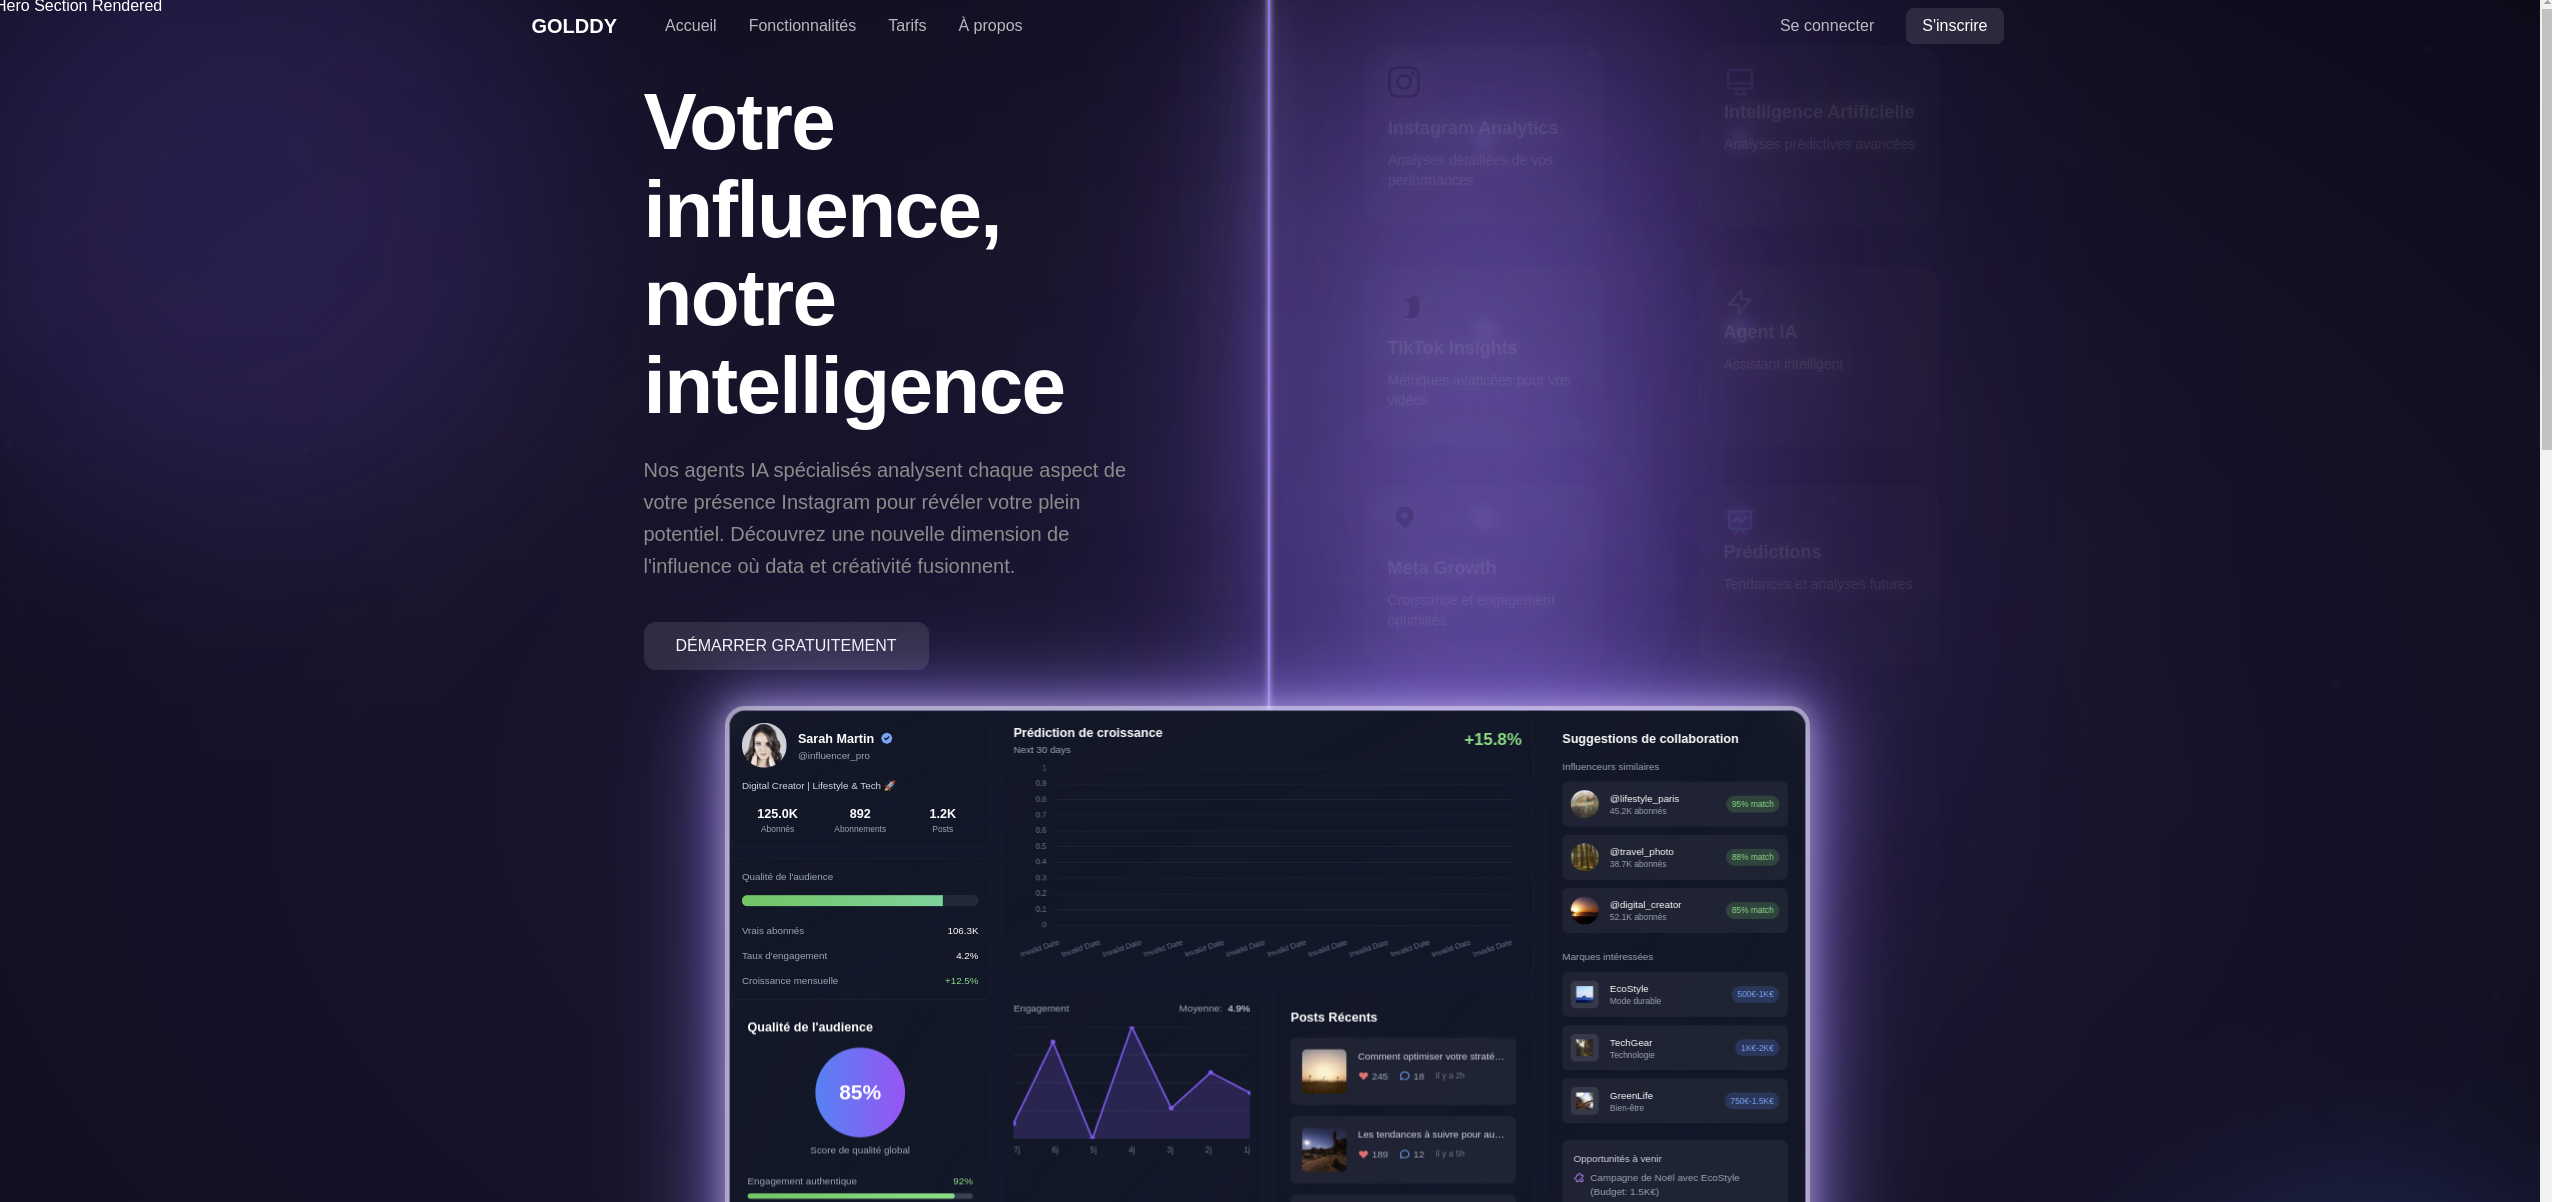 Hero Section Rendered
GOLDDY
Accueil
Fonctionnalités
Tarifs
À propos
Se connecter
S'inscrire
Votre
influence,
notre
intelligence
Nos agents IA spécialisés analysent chaque aspect de
votre présence Instagram pour révéler votre plein
potentiel. Découvrez une nouvelle dimension de
l'influence où data et créativité fusionnent.
DÉMARRER GRATUITEMENT
Instagram Analytics
Analyses détaillées de vos
performances
Intelligence Artificielle
Analyses prédictives avancées
TikTok Insights
Métriques avancées pour vos
vidéos
Agent IA
Assistant intelligent
Meta Growth
Croissance et engagement
optimisés
Prédictions
Tendances et analyses futures
Sarah Martin
@influencer_pro
Digital Creator | Lifestyle & Tech 🚀
125.0K
892
1.2K
Abonnés
Abonnements
Posts
Qualité de l'audience
Vrais abonnés
106.3K
Taux d'engagement
4.2%
Croissance mensuelle
+12.5%
Qualité de l'audience
85%
Score de qualité global
Engagement authentique
92%
Prédiction de croissance
Next 30 days
+15.8%
1
0.9
0.8
0.7
0.6
0.5
0.4
0.3
0.2
0.1
0
Invalid Date
Invalid Date
Invalid Date
Invalid Date
Invalid Date
Invalid Date
Invalid Date
Invalid Date
Invalid Date
Invalid Date
Invalid Date
Invalid Date
Engagement
Moyenne: 4.9%
7j
6j
5j
4j
3j
2j
1j
Posts Récents
Comment optimiser votre straté...
245
18
Il y a 2h
Les tendances à suivre pour au...
189
12
Il y a 5h
Suggestions de collaboration
Influenceurs similaires
@lifestyle_paris
45.2K abonnés
95% match
@travel_photo
38.7K abonnés
88% match
@digital_creator
52.1K abonnés
85% match
Marques intéressées
EcoStyle
Mode durable
500€-1K€
TechGear
Technologie
1K€-2K€
GreenLife
Bien-être
750€-1.5K€
Opportunités à venir
Campagne de Noël avec EcoStyle
(Budget: 1.5K€)